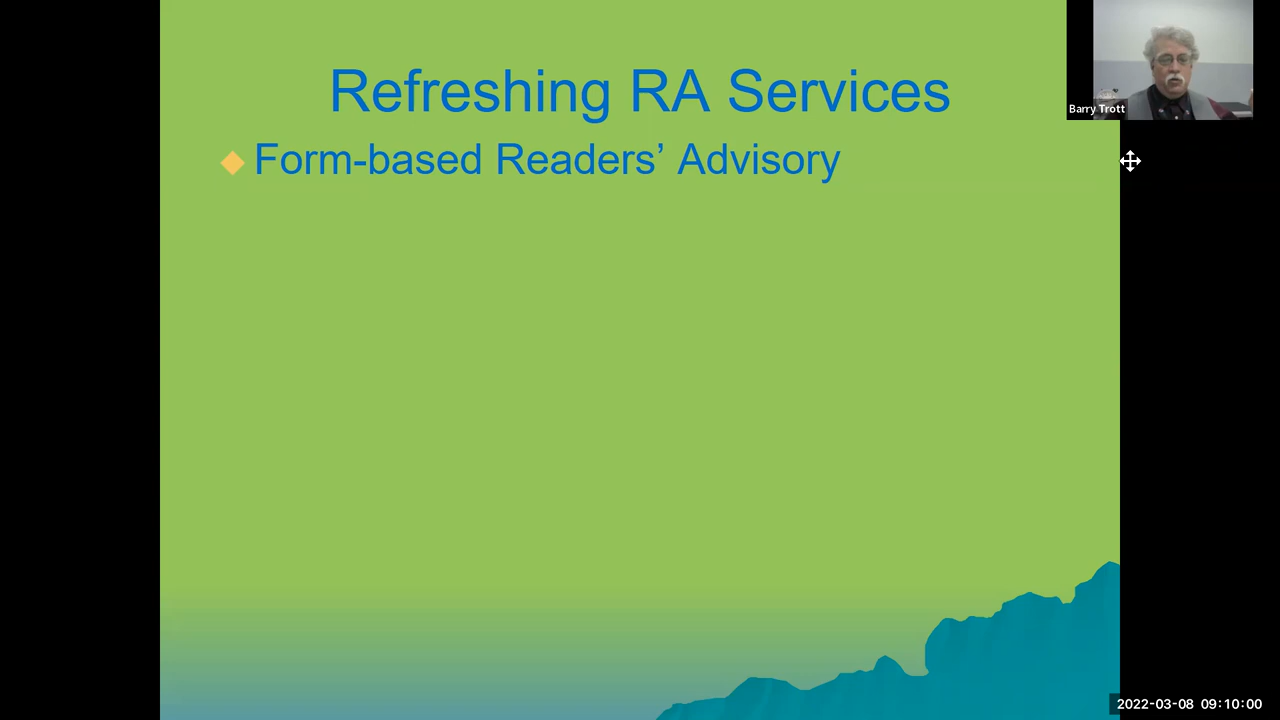 Refreshing RA Services
Form-based Readers’ Advisory
Barry Trott
2022-03-08 09:10:00